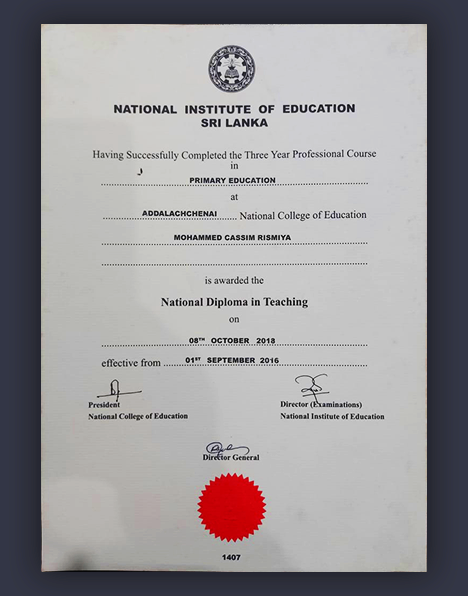 NATIONAL INSTITUTE OF EDUCATION
SRI LANKA
Having Successfully Completed the Three Year Professional Course
in
PRIMARY EDUCATION
at
ADDALACHCHENAI National College of Education
MOHAMMED CASSIM RISMIYA
is awarded the
National Diploma in Teaching
on
08TH OCTOBER 2018
effective from 01ST SEPTEMBER 2016
President
National College of Education
Director (Examinations)
National Institute of Education
Director General
1407